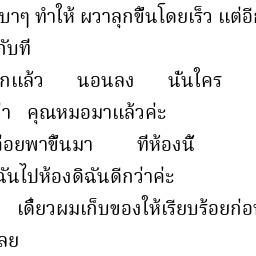 บาๆ ทำให้ ผวาลุกขึ้นโดยเร็ว แต่อี
กับที
กแล้ว นอนลง นั่นใคร
่า คุณหมอมาแล้วค่ะ
่อยพาขึ้นมา ที่ห้องนี้
ฉันไปห้องดิฉันดีกว่าค่ะ
เดี๋ยวผมเก็บของให้เรียบร้อยก่อ
ลย